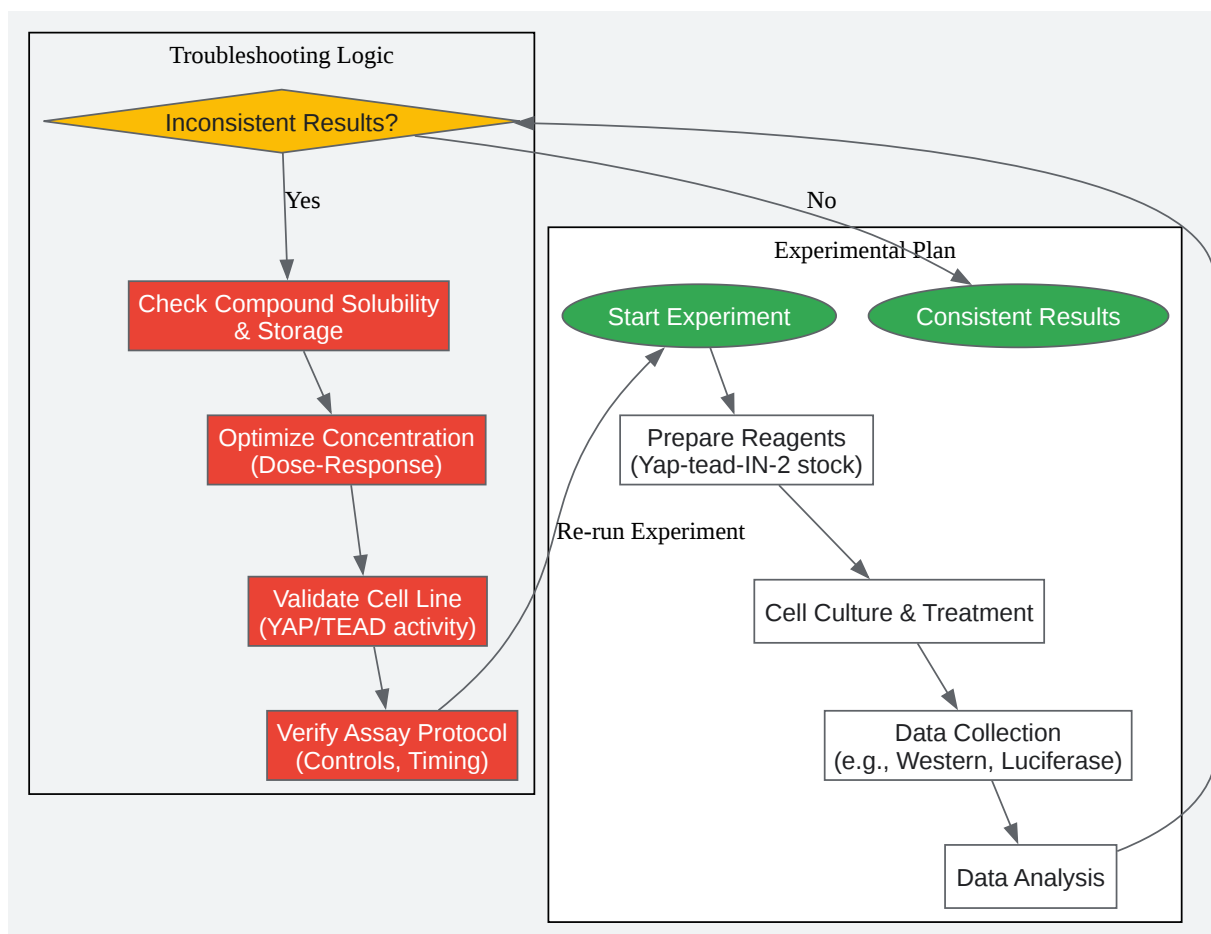 Troubleshooting Logic
Inconsistent Results?
Yes
No
Check Compound Solubility
& Storage
Optimize Concentration
(Dose-Response)
Validate Cell Line
(YAP/TEAD activity)
Verify Assay Protocol
(Controls, Timing)
Re-run Experiment
Experimental Plan
Start Experiment
Consistent Results
Prepare Reagents
(Yap-tead-IN-2 stock)
Cell Culture & Treatment
Data Collection
(e.g., Western, Luciferase)
Data Analysis